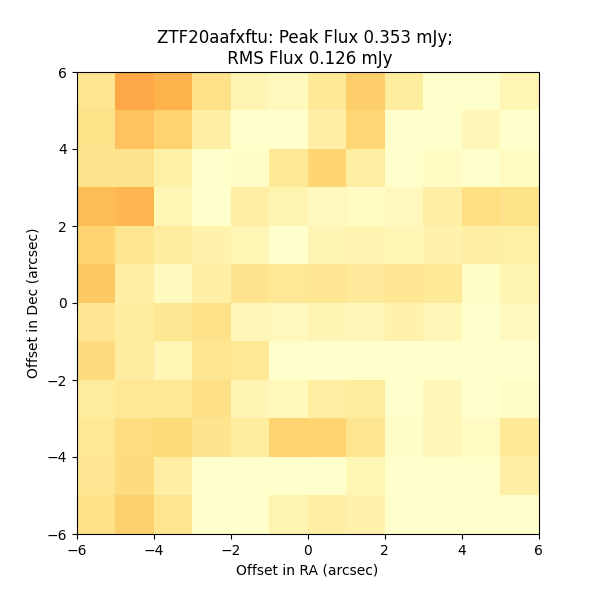 ZTF20aafxftu: Peak Flux 0.353 mJy;
RMS Flux 0.126 mJy
6
4
2
0
−2
−4
−6
Offset in Dec (arcsec)
−6 −4 −2 0 2 4 6
Offset in RA (arcsec)